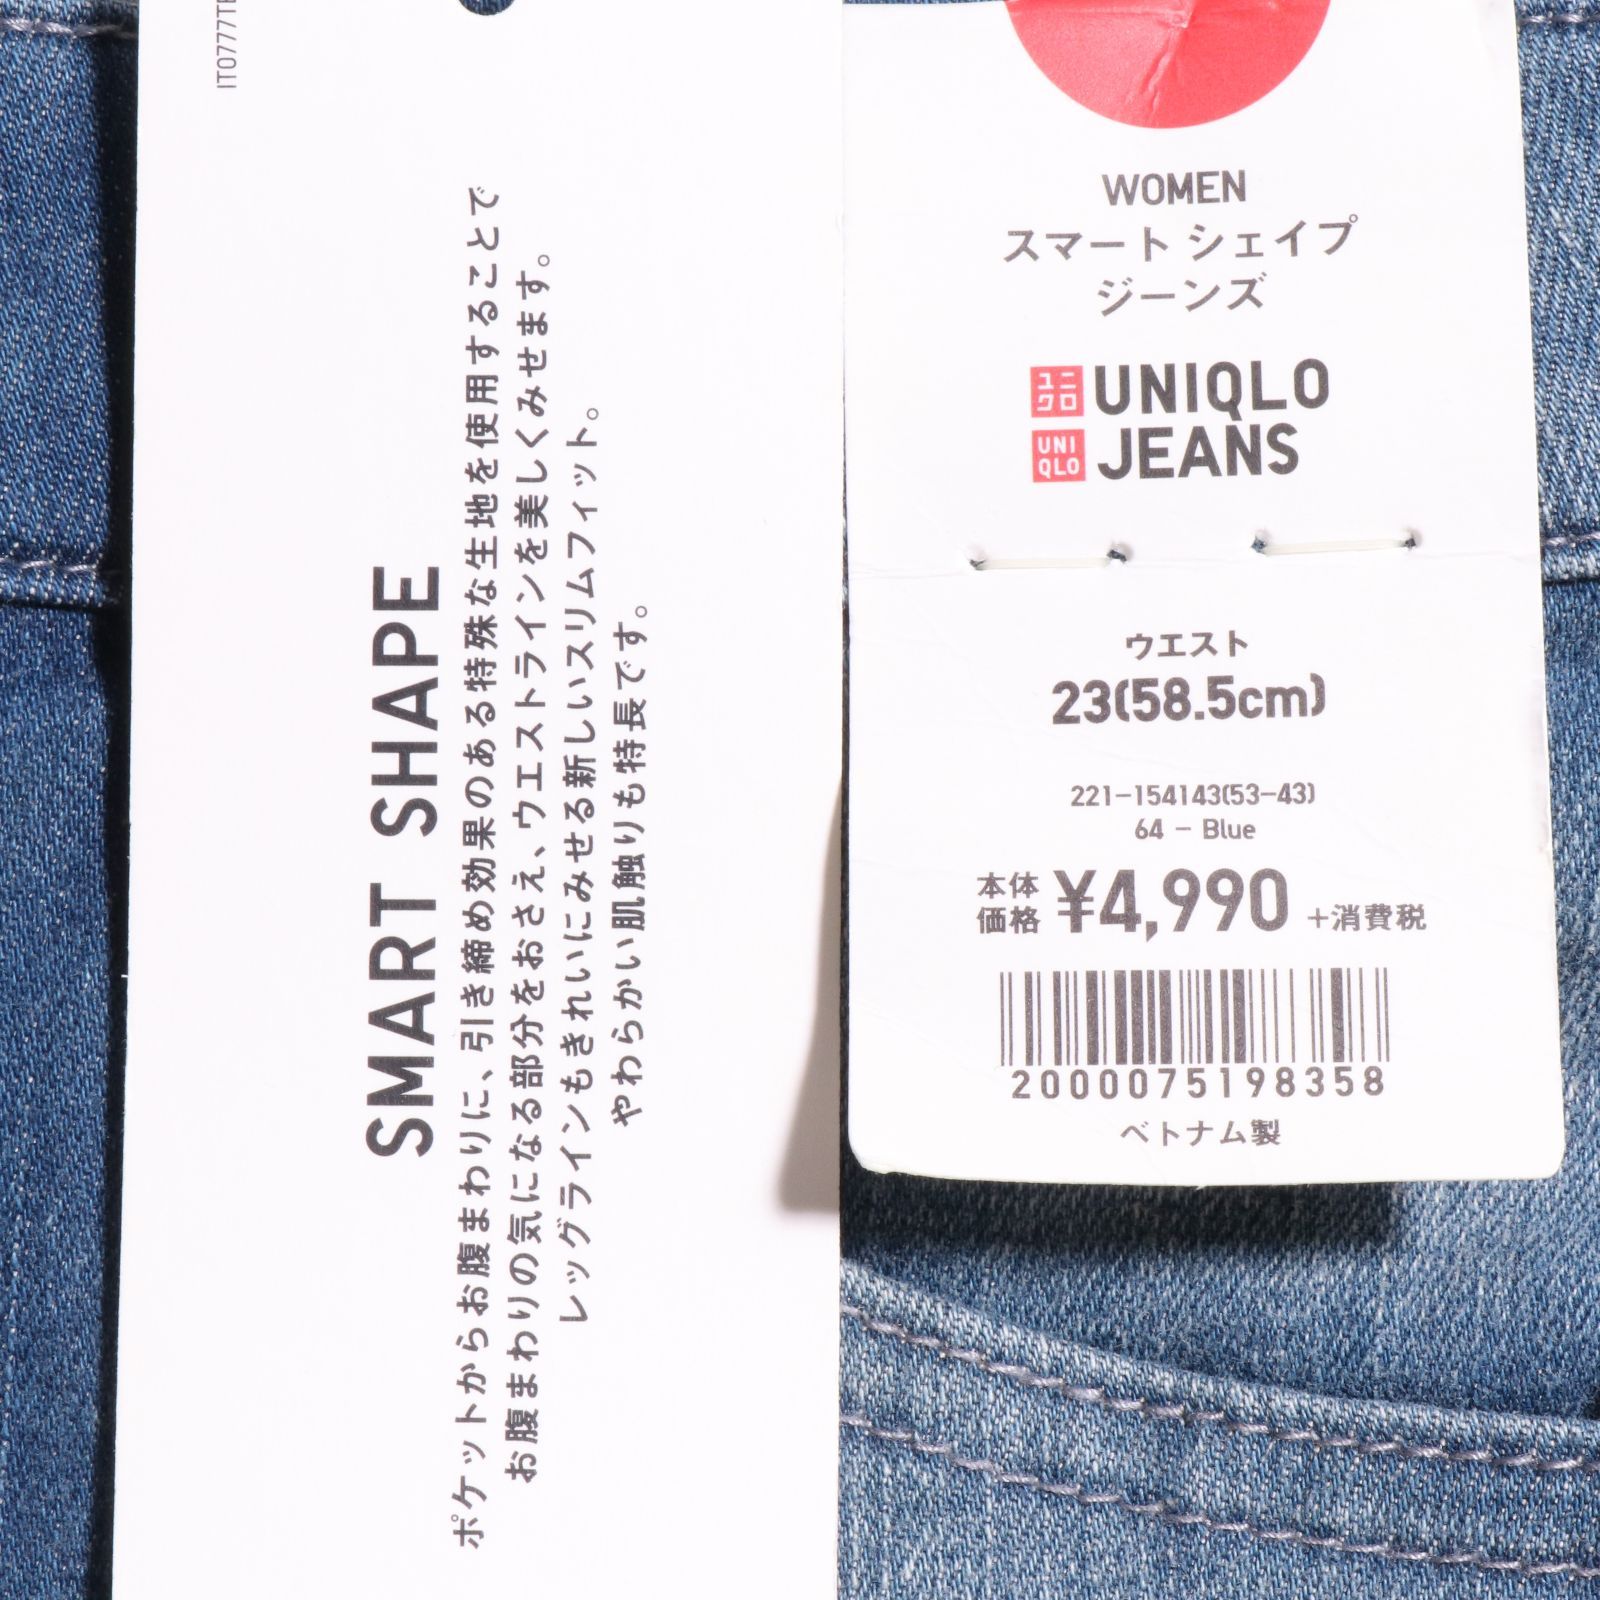 SMART SHAPE
ポケットからお腹まわりに、引き締め効果のある特殊な生地を使用することで
お腹まわりの気になる部分をおさえ、ウエストラインを美しくみせます。
レッグラインもきれいにみせる新しいスリムフィット。
やわらかい肌触りも特長です。
WOMEN
スマート シェイプ
ジーンズ
ユニクロ UNIQLO
UNIQLO JEANS
ウエスト
23(58.5cm)
221-154143(53-43)
64 - Blue
本体価格 ¥4,990 +消費税
2000075198358
ベトナム製